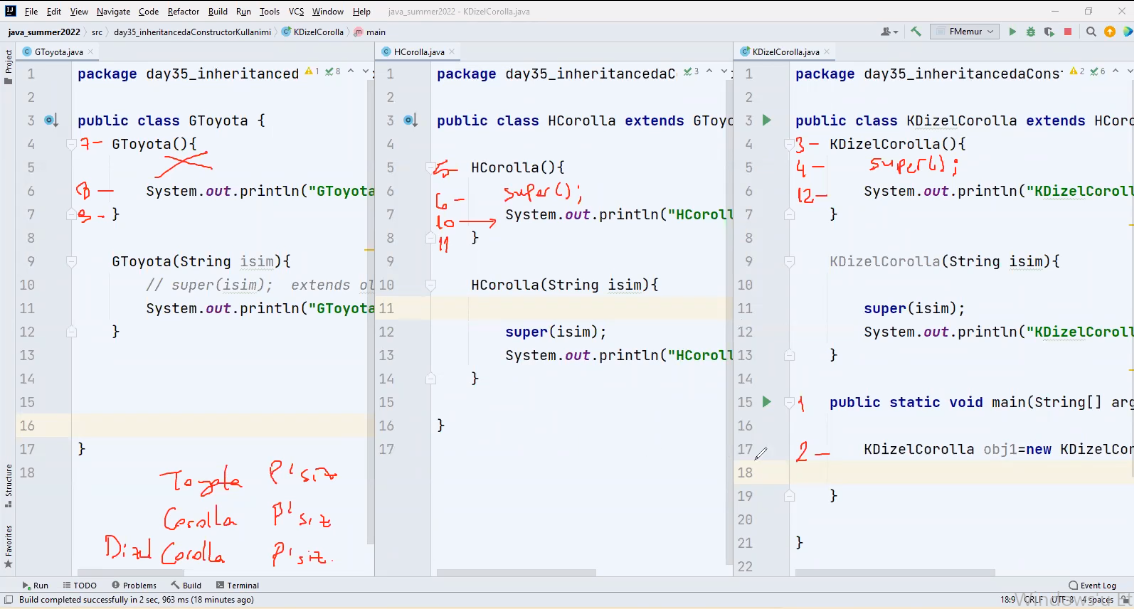 File Edit View Navigate Code Refactor Build Run Tools VCS Window Help java_summer2022 - KDizelCorolla.java
java_summer2022 src day35_inheritancedaConstructorKullanimi KDizelCorolla main FMemur
GToyota.java
1 package day35_inheritanced 1 8
2
3 public class GToyota {
4 7- GToyota(){
5
6 8 - System.out.println("GToyota
7 9 - }
8
9 GToyota(String isim){
10 // super(isim); extends ol
11 System.out.println("GToyota
12 }
13
14
15
16
17 }
18
Toyota P'siz
Corolla P'siz
Dizel Corolla P'siz.
HCorolla.java
1 package day35_inheritancedaC 3
2
3 public class HCorolla extends GToyo
4
5 5- HCorolla(){
6 6 - super();
7 10 System.out.println("HCoroll
8 11 }
9
10 HCorolla(String isim){
11
12 super(isim);
13 System.out.println("HCoroll
14 }
15
16 }
17
KDizelCorolla.java
1 package day35_inheritancedaCons 2 6
2
3 public class KDizelCorolla extends HCoro
4 3- KDizelCorolla(){
5 4 - super();
6 12- System.out.println("KDizelCoroll
7 }
8
9 KDizelCorolla(String isim){
10
11 super(isim);
12 System.out.println("KDizelCoroll
13 }
14
15 1 public static void main(String[] arg
16
17 2 - KDizelCorolla obj1=new KDizelCor
18
19 }
20
21 }
22
Project
Structure
Favorites
Run TODO Problems Build Terminal Event Log
Build completed successfully in 2 sec, 963 ms (18 minutes ago) 18:9 CRLF UTF-8 4 spaces